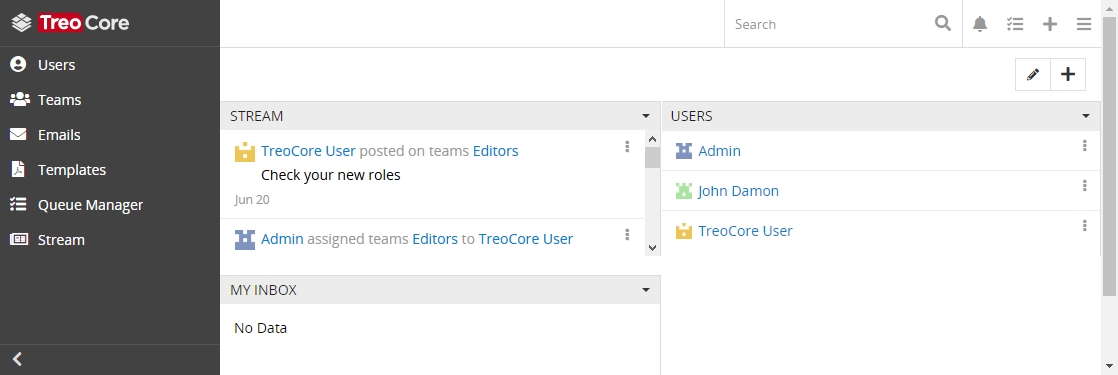 Treo Core
Search
Users
Teams
Emails
Templates
Queue Manager
Stream
STREAM
TreoCore User posted on teams Editors
Check your new roles
Jun 20
Admin assigned teams Editors to TreoCore User
USERS
Admin
John Damon
TreoCore User
MY INBOX
No Data